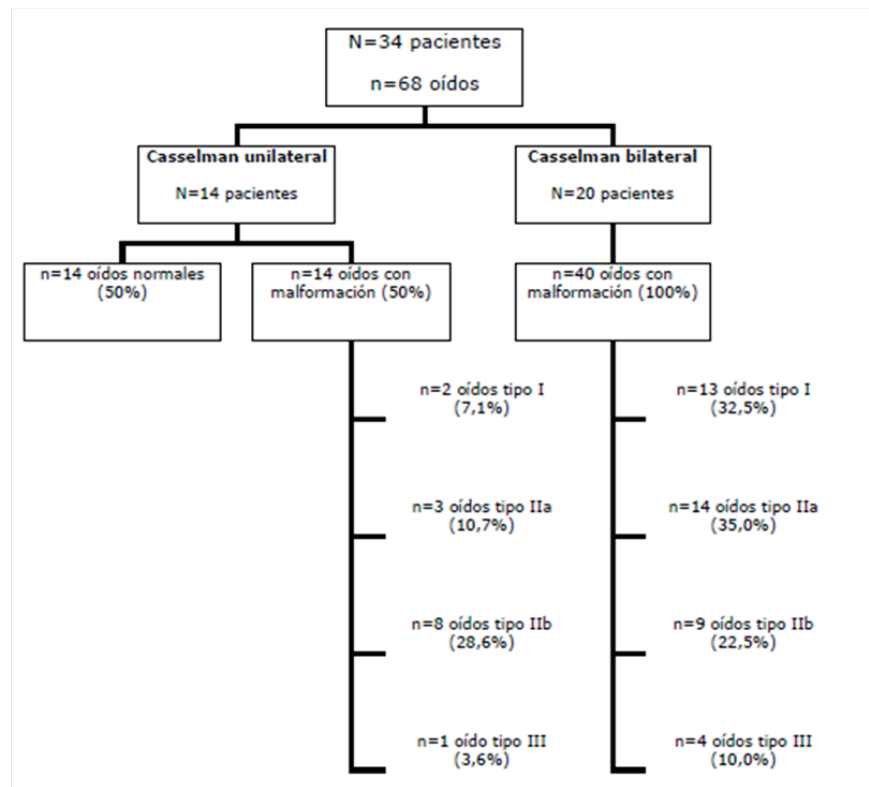 N=34 pacientes
n=68 oídos
Casselman unilateral
N=14 pacientes
Casselman bilateral
N=20 pacientes
n=14 oídos normales
(50%)
n=14 oídos con
malformación (50%)
n=40 oídos con
malformación (100%)
n=2 oídos tipo I
(7,1%)
n=3 oídos tipo IIa
(10,7%)
n=8 oídos tipo IIb
(28,6%)
n=1 oído tipo III
(3,6%)
n=13 oídos tipo I
(32,5%)
n=14 oídos tipo IIa
(35,0%)
n=9 oídos tipo IIb
(22,5%)
n=4 oídos tipo III
(10,0%)